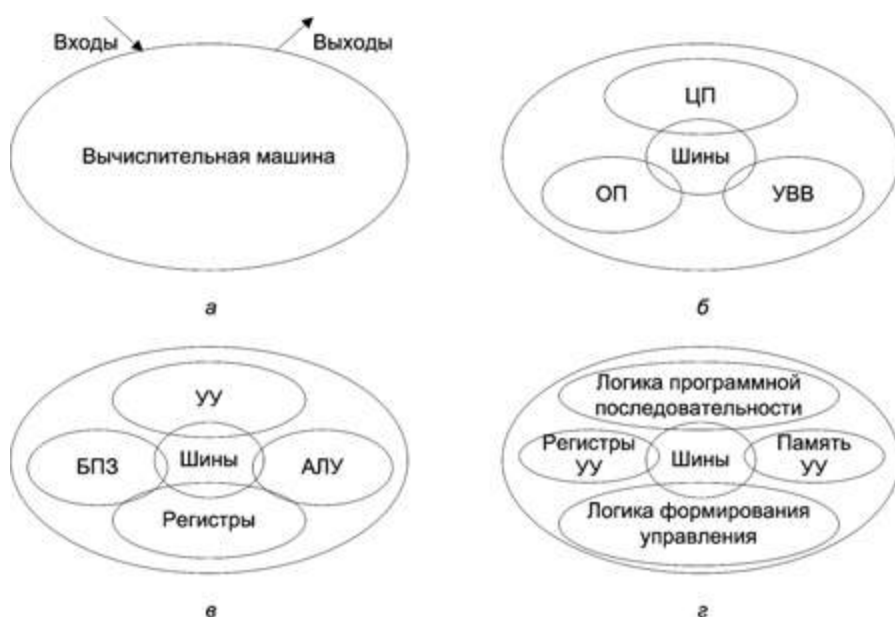 Входы
Выходы
Вычислительная машина
а
ЦП
Шины
ОП
УВВ
б
УУ
БПЗ
Шины
АЛУ
Регистры
в
Логика программной
последовательности
Регистры
УУ
Шины
Память
УУ
Логика формирования
управления
г